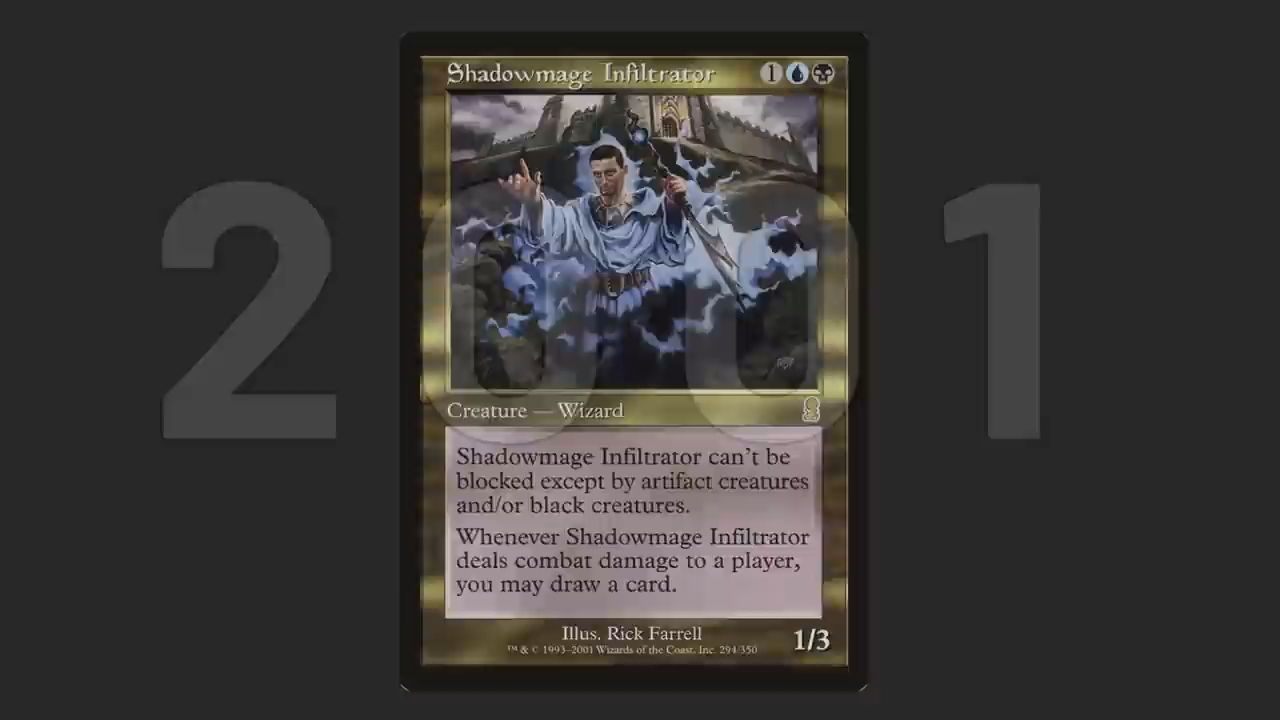 2001
Shadowmage Infiltrator 1
Creature — Wizard
Shadowmage Infiltrator can't be
blocked except by artifact creatures
and/or black creatures.
Whenever Shadowmage Infiltrator
deals combat damage to a player,
you may draw a card.
Illus. Rick Farrell
™ & © 1993–2001 Wizards of the Coast, Inc. 294/350
1/3